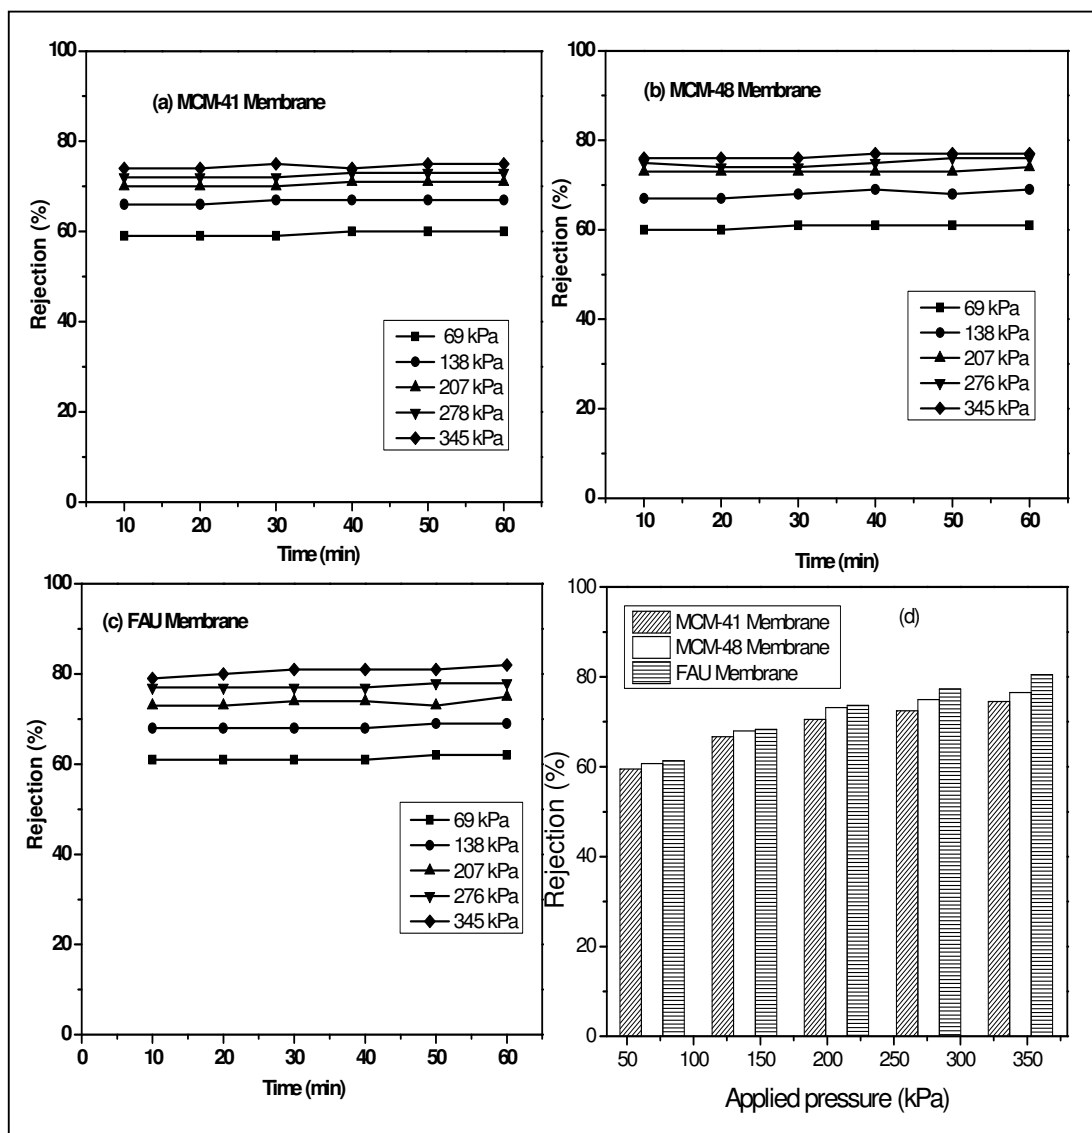 100
80
60
40
20
0
Rejection (%)
(a) MCM-41 Membrane
69 kPa
138 kPa
207 kPa
278 kPa
345 kPa
10 20 30 40 50 60
Time (min)
100
80
60
40
20
0
Rejection (%)
(b) MCM-48 Membrane
69 kPa
138 kPa
207 kPa
276 kPa
345 kPa
10 20 30 40 50 60
Time (min)
100
80
60
40
20
0
Rejection (%)
(c) FAU Membrane
69 kPa
138 kPa
207 kPa
276 kPa
345 kPa
0 10 20 30 40 50 60
Time (min)
100
80
60
40
20
0
Rejection (%)
(d)
MCM-41 Membrane
MCM-48 Membrane
FAU Membrane
50 100 150 200 250 300 350
Applied pressure (kPa)